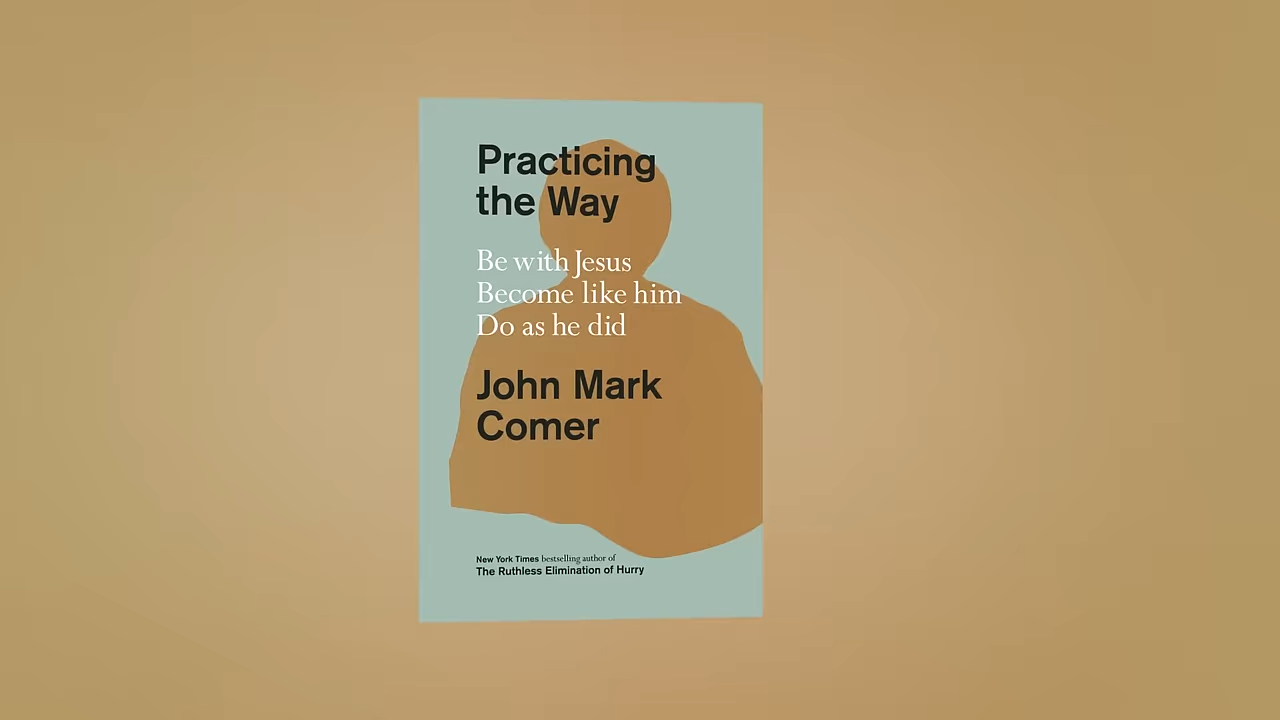 Practicing
the Way
Be with Jesus
Become like him
Do as he did
John Mark
Comer
New York Times bestselling author of
The Ruthless Elimination of Hurry